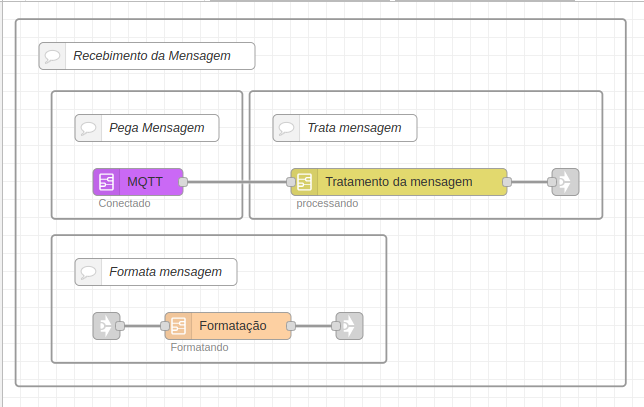 Recebimento da Mensagem
Pega Mensagem
Trata mensagem
MQTT
Tratamento da mensagem
Conectado
processando
Formata mensagem
Formatação
Formatando